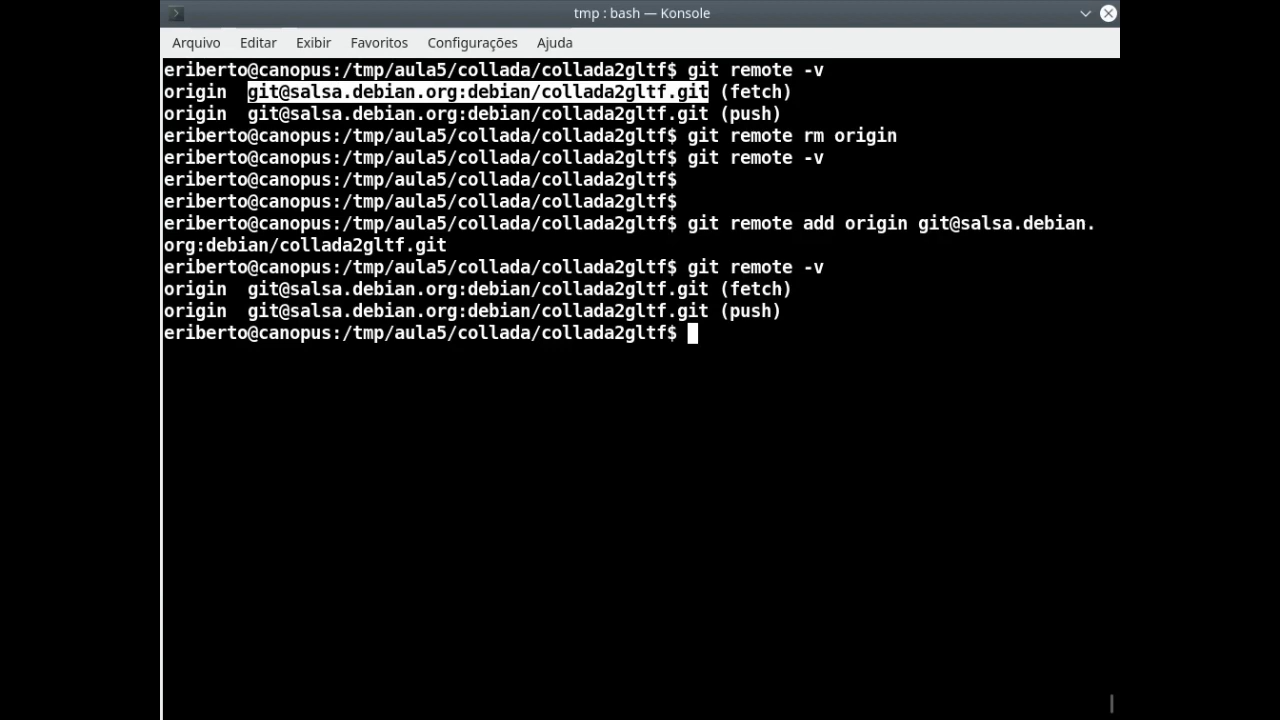 tmp : bash — Konsole
Arquivo Editar Exibir Favoritos Configurações Ajuda
eriberto@canopus:/tmp/aula5/collada/collada2gltf$ git remote -v
origin  git@salsa.debian.org:debian/collada2gltf.git (fetch)
origin  git@salsa.debian.org:debian/collada2gltf.git (push)
eriberto@canopus:/tmp/aula5/collada/collada2gltf$ git remote rm origin
eriberto@canopus:/tmp/aula5/collada/collada2gltf$ git remote -v
eriberto@canopus:/tmp/aula5/collada/collada2gltf$
eriberto@canopus:/tmp/aula5/collada/collada2gltf$
eriberto@canopus:/tmp/aula5/collada/collada2gltf$ git remote add origin git@salsa.debian.
org:debian/collada2gltf.git
eriberto@canopus:/tmp/aula5/collada/collada2gltf$ git remote -v
origin  git@salsa.debian.org:debian/collada2gltf.git (fetch)
origin  git@salsa.debian.org:debian/collada2gltf.git (push)
eriberto@canopus:/tmp/aula5/collada/collada2gltf$